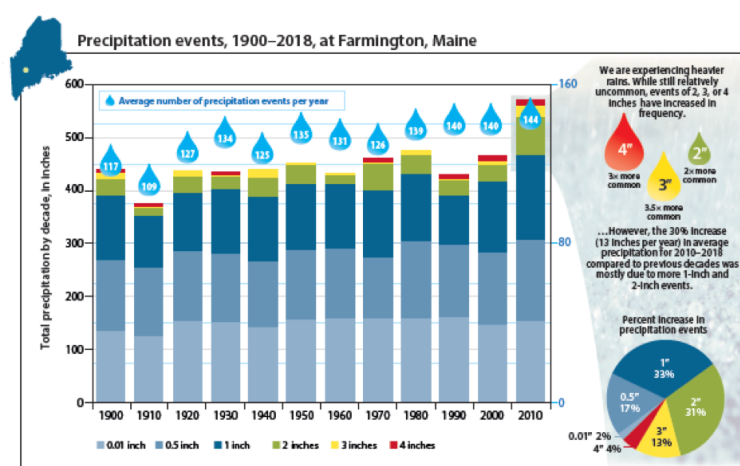 Precipitation events, 1900–2018, at Farmington, Maine
Total precipitation by decade, in inches
600
500
400
300
200
100
0
Average number of precipitation events per year
117
109
127
134
125
135
131
126
139
140
140
144
160
80
0
1900
1910
1920
1930
1940
1950
1960
1970
1980
1990
2000
2010
0.01 inch
0.5 inch
1 inch
2 inches
3 inches
4 inches
We are experiencing heavier
rains. While still relatively
uncommon, events of 2, 3, or 4
inches have increased in
frequency.
4"
3× more
common
3"
3.5× more
common
2"
2× more
common
...However, the 30% increase
(13 inches per year) in average
precipitation for 2010–2018
compared to previous decades was
mostly due to more 1-inch and
2-inch events.
Percent increase in
precipitation events
1"
33%
2"
31%
3"
13%
4" 4%
0.01" 2%
0.5"
17%